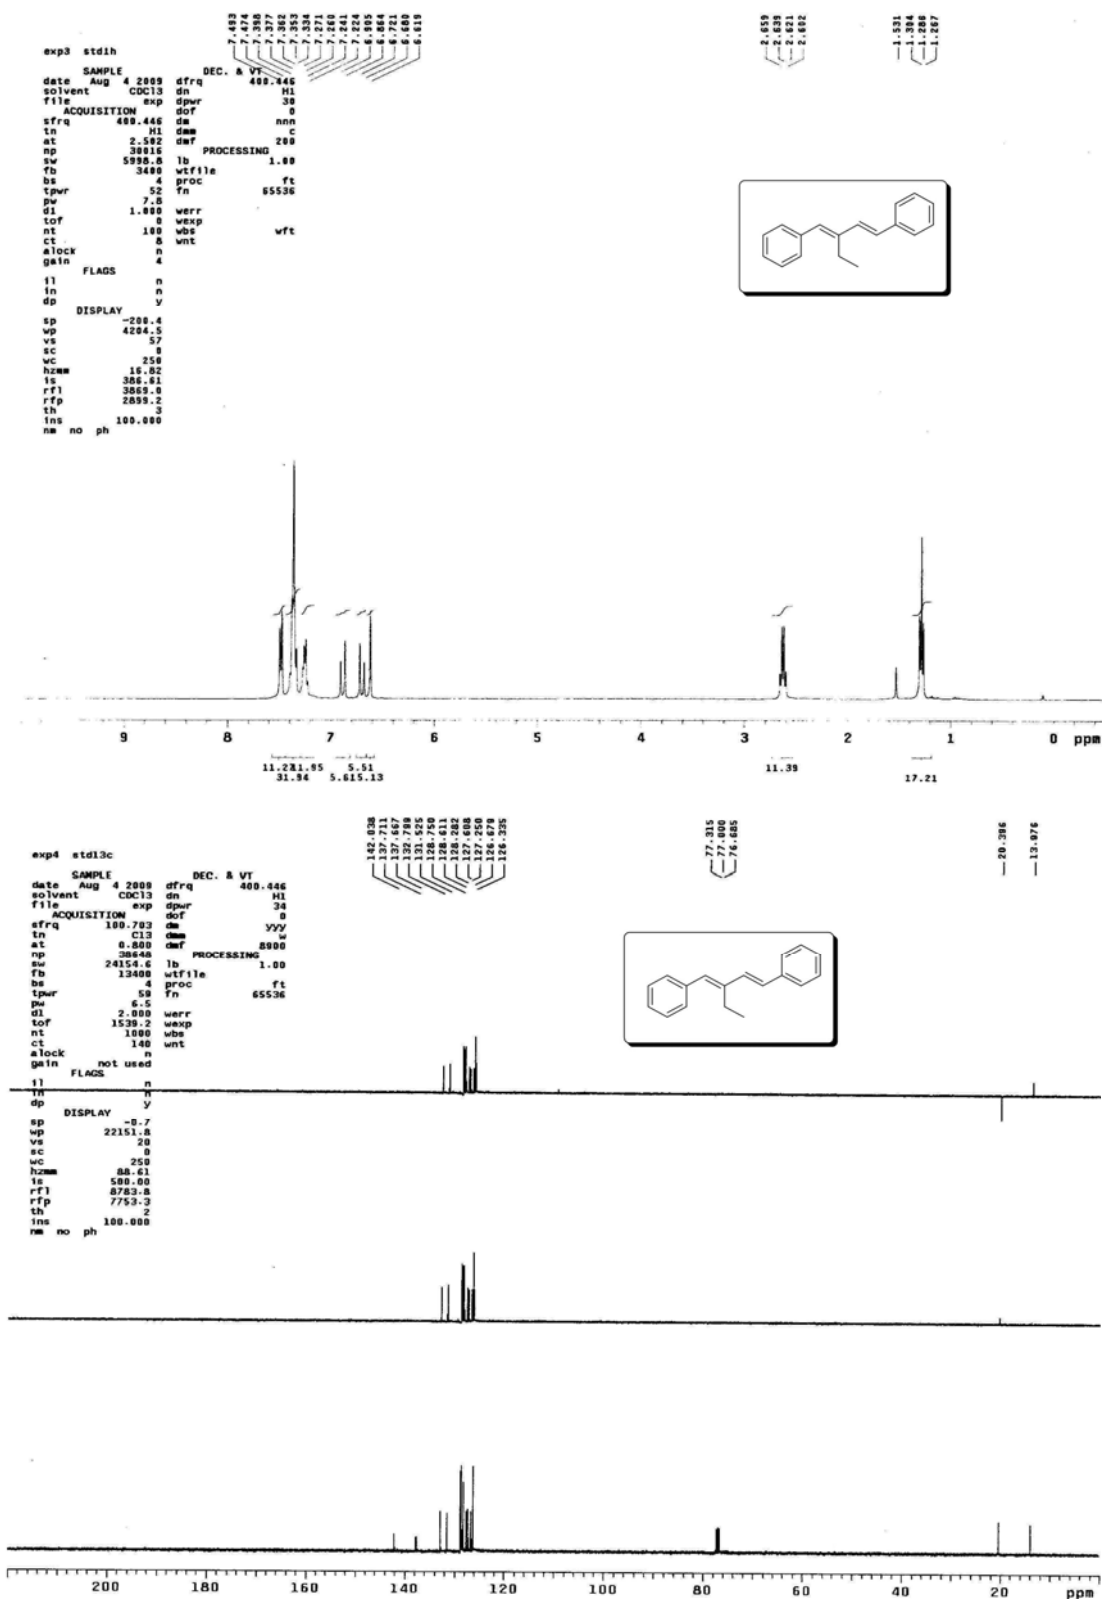 7.493
7.474
7.398
7.377
7.362
7.353
7.334
7.271
7.260
7.241
7.224
6.905
6.864
6.721
6.680
6.619
2.659
2.639
2.621
2.602
1.531
1.304
1.286
1.267
exp3 std1h
SAMPLE DEC. & VT
date Aug 4 2009 dfrq 400.446
solvent CDCl3 dn H1
file exp dpwr 30
ACQUISITION dof 0
sfrq 400.446 dm nnn
tn H1 dmm c
at 2.502 dmf 200
np 30016 PROCESSING
sw 5998.8 lb 1.00
fb 3400 wtfile
bs 4 proc ft
tpwr 52 fn 65536
pw 7.8
d1 1.000 werr
tof 0 wexp
nt 100 wbs wft
ct 8 wnt
alock n
gain 4
FLAGS
il n
in n
dp y
DISPLAY
sp -200.4
wp 4204.5
vs 57
sc 0
wc 250
hzmm 16.82
is 386.61
rfl 3869.0
rfp 2899.2
th 3
ins 100.000
nm no ph
9 8 7 6 5 4 3 2 1 0 ppm
11.27 11.95 5.51 11.39
31.94 5.61 5.13 17.21
142.038
137.711
137.667
132.799
131.525
128.750
128.611
128.282
127.608
127.250
126.679
126.335
77.315
77.000
76.685
20.396
13.976
exp4 std13c
SAMPLE DEC. & VT
date Aug 4 2009 dfrq 400.446
solvent CDCl3 dn H1
file exp dpwr 34
ACQUISITION dof 0
sfrq 100.703 dm yyy
tn C13 dmm w
at 0.800 dmf 8900
np 38648 PROCESSING
sw 24154.6 lb 1.00
fb 13400 wtfile
bs 4 proc ft
tpwr 59 fn 65536
pw 6.5
d1 2.000 werr
tof 1539.2 wexp
nt 1000 wbs
ct 140 wnt
alock n
gain not used
FLAGS
il n
in n
dp y
DISPLAY
sp -0.7
wp 22151.8
vs 20
sc 0
wc 250
hzmm 88.61
is 500.00
rfl 8783.8
rfp 7753.3
th 2
ins 100.000
nm no ph
200 180 160 140 120 100 80 60 40 20 ppm